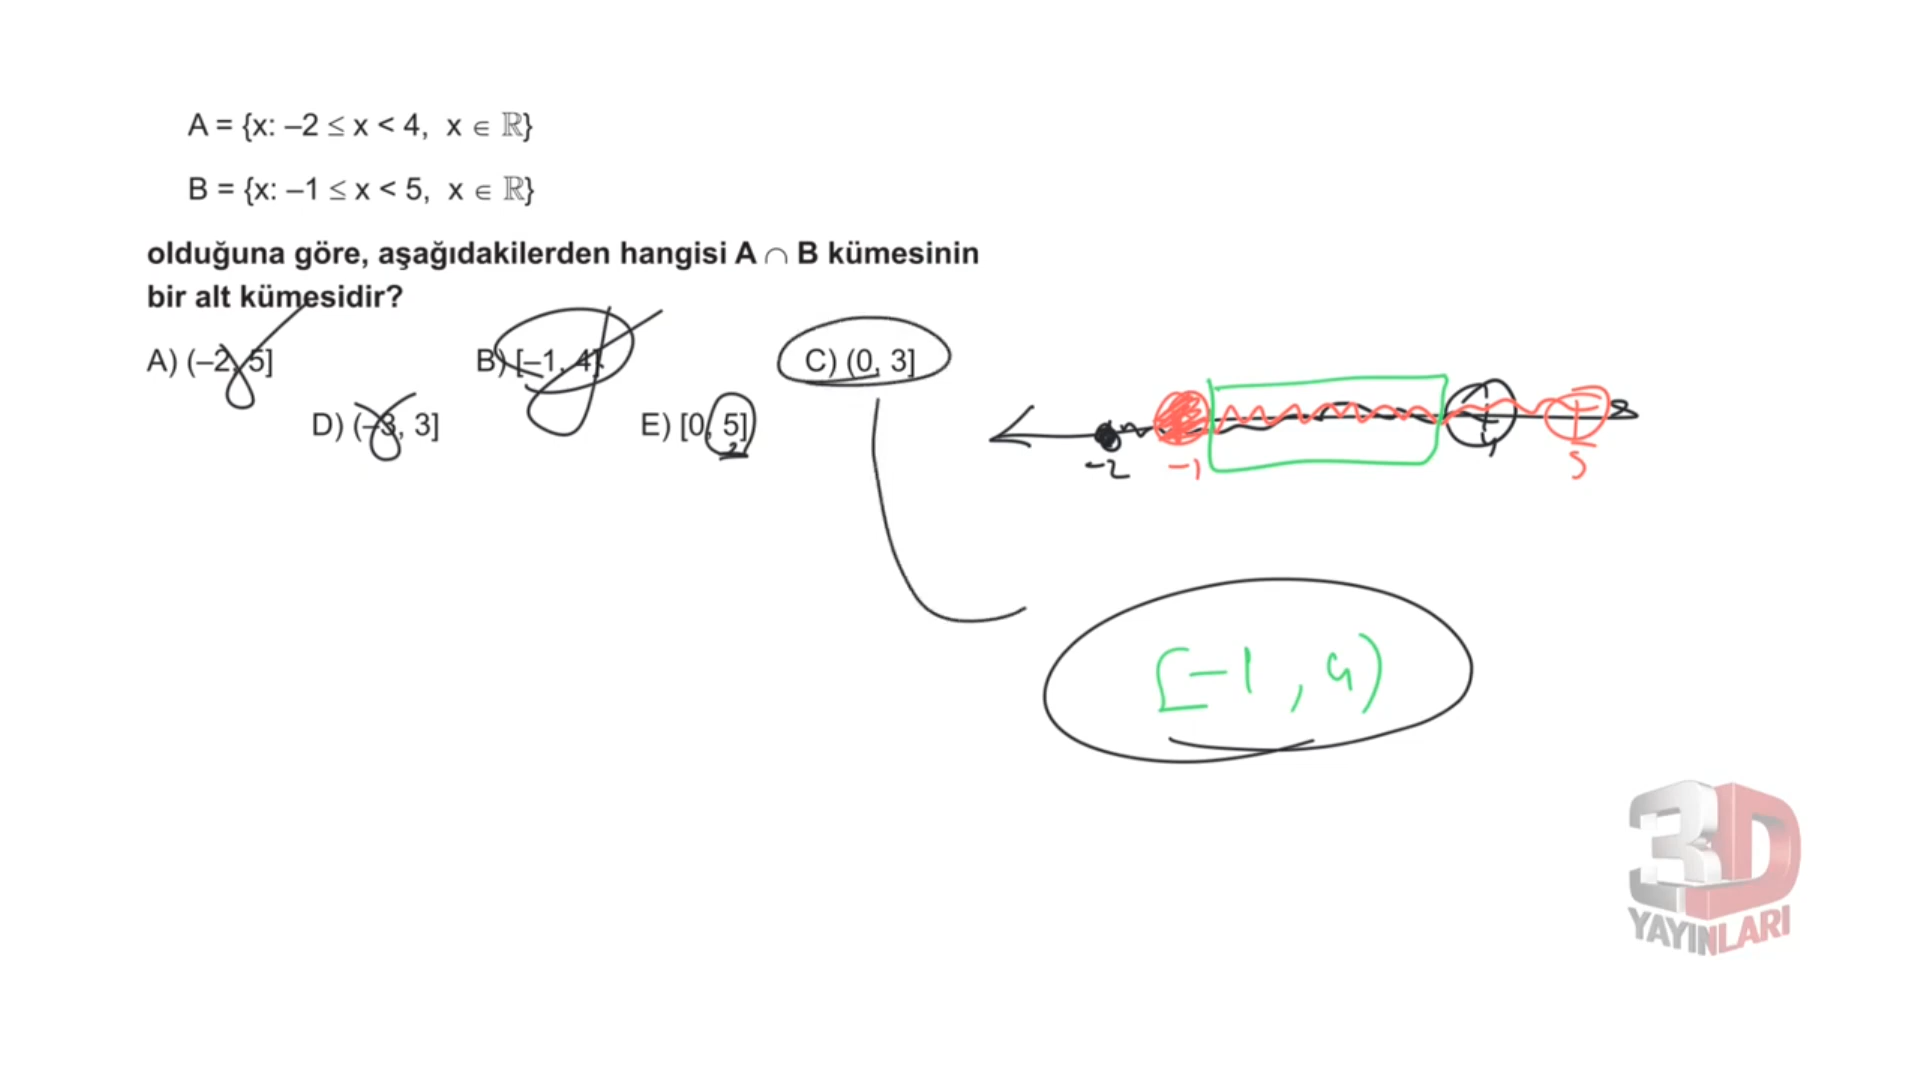 A = {x: –2 ≤ x < 4, x ∈ ℝ}
B = {x: –1 ≤ x < 5, x ∈ ℝ}
olduğuna göre, aşağıdakilerden hangisi A ∩ B kümesinin
bir alt kümesidir?
A) (–2, 5] B) [–1, 4] C) (0, 3]
D) (–3, 3] E) [0, 5]
-2 -1 4 5
[-1, 4)
3D
YAYINLARI